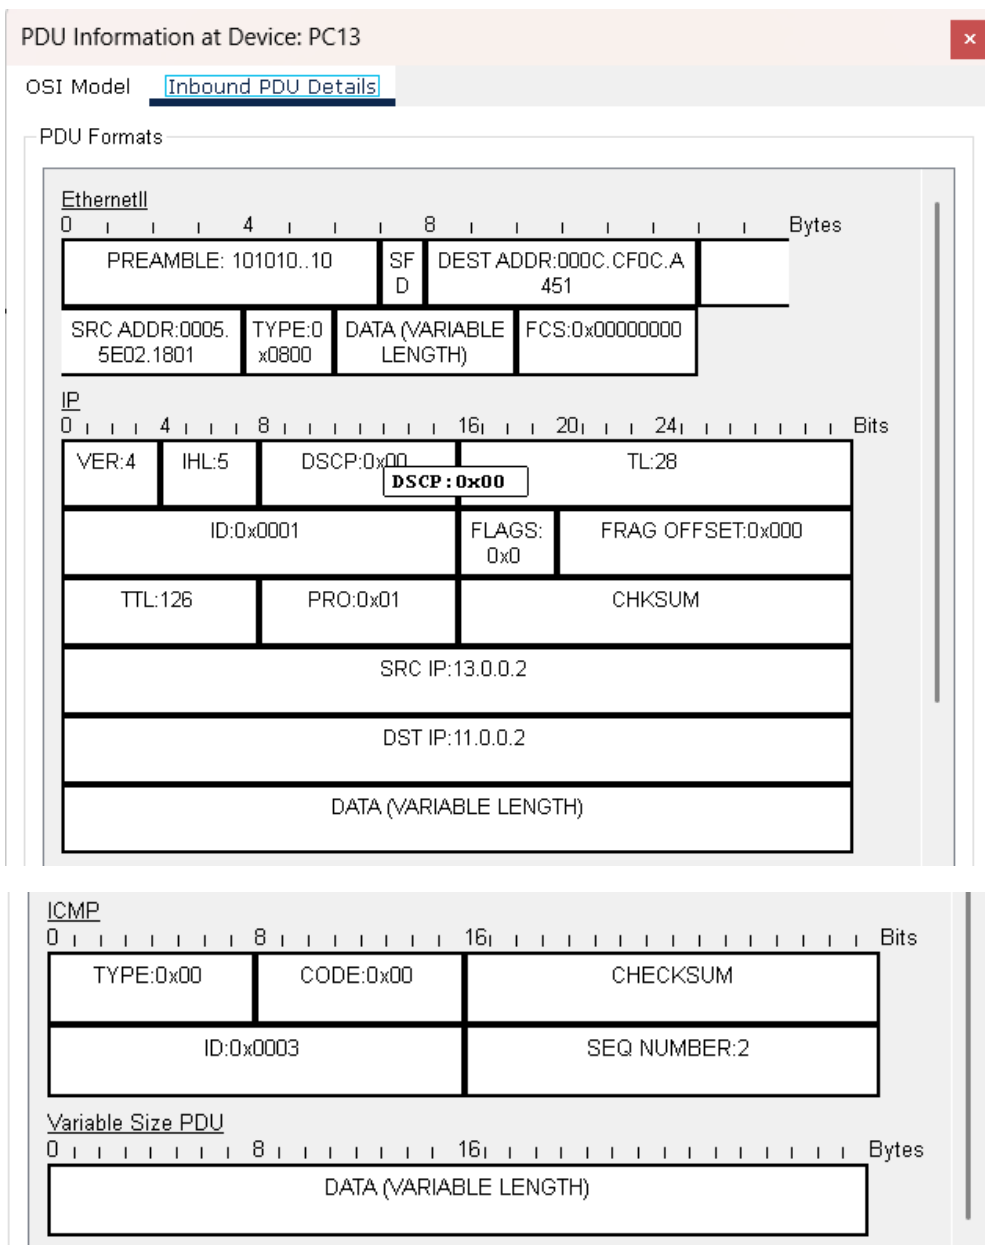 PDU Information at Device: PC13
×
OSI Model Inbound PDU Details
PDU Formats
EthernetII
0 4 8 Bytes
PREAMBLE: 101010..10 SF DEST ADDR:000C.CF0C.A
D 451
SRC ADDR:0005. TYPE:0 DATA (VARIABLE FCS:0x00000000
5E02.1801 x0800 LENGTH)
IP
0 4 8 16 20 24 Bits
VER:4 IHL:5 DSCP:0x00 TL:28
DSCP:0x00
ID:0x0001 FLAGS: FRAG OFFSET:0x000
0x0
TTL:126 PRO:0x01 CHKSUM
SRC IP:13.0.0.2
DST IP:11.0.0.2
DATA (VARIABLE LENGTH)
ICMP
0 8 16 Bits
TYPE:0x00 CODE:0x00 CHECKSUM
ID:0x0003 SEQ NUMBER:2
Variable Size PDU
0 8 16 Bytes
DATA (VARIABLE LENGTH)